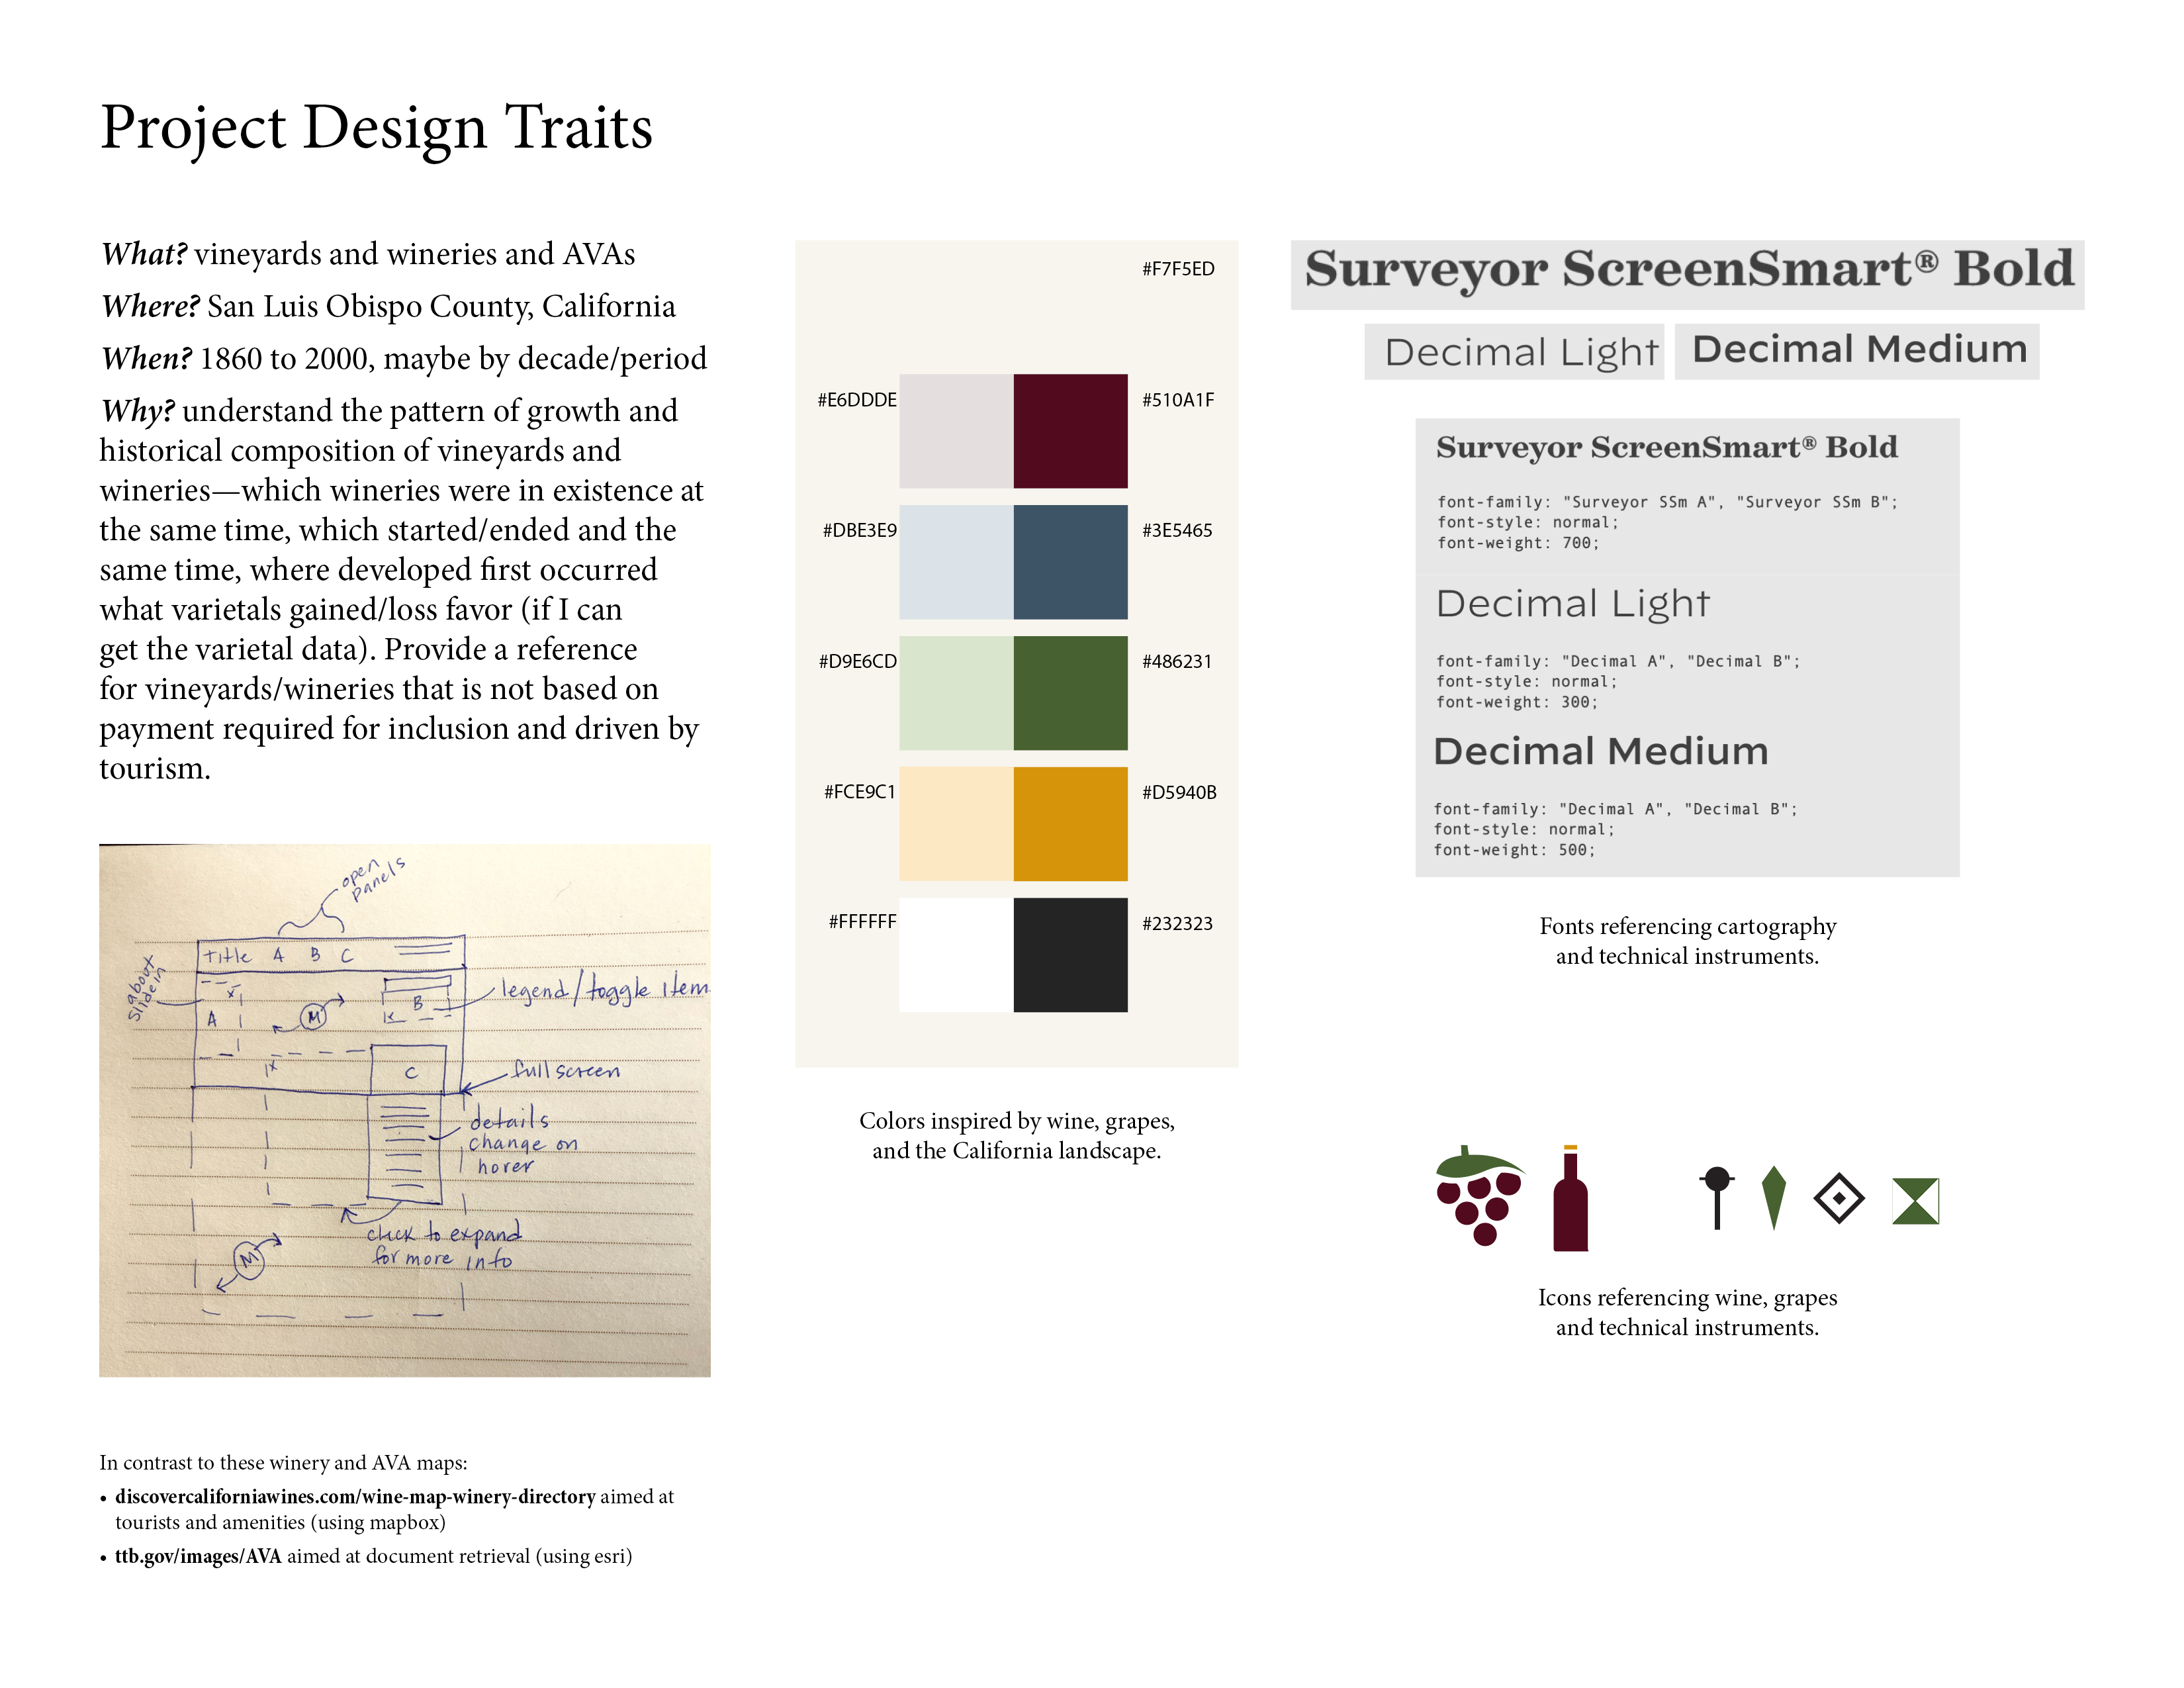 Project Design Traits
What? vineyards and wineries and AVAs
Where? San Luis Obispo County, California
When? 1860 to 2000, maybe by decade/period
Why? understand the pattern of growth and
historical composition of vineyards and
wineries—which wineries were in existence at
the same time, which started/ended and the
same time, where developed first occurred
what varietals gained/loss favor (if I can
get the varietal data). Provide a reference
for vineyards/wineries that is not based on
payment required for inclusion and driven by
tourism.
open
panels
title A B C
about
slide in
A
M
B
legend/toggle item
C
full screen
details
change on
hover
click to expand
for more info
M
In contrast to these winery and AVA maps:
• discovercaliforniawines.com/wine-map-winery-directory aimed at
tourists and amenities (using mapbox)
• ttb.gov/images/AVA aimed at document retrieval (using esri)
#F7F5ED
#E6DDDE
#510A1F
#DBE3E9
#3E5465
#D9E6CD
#486231
#FCE9C1
#D5940B
#FFFFFF
#232323
Colors inspired by wine, grapes,
and the California landscape.
Surveyor ScreenSmart® Bold
Decimal Light
Decimal Medium
Surveyor ScreenSmart® Bold
font-family: "Surveyor SSm A", "Surveyor SSm B";
font-style: normal;
font-weight: 700;
Decimal Light
font-family: "Decimal A", "Decimal B";
font-style: normal;
font-weight: 300;
Decimal Medium
font-family: "Decimal A", "Decimal B";
font-style: normal;
font-weight: 500;
Fonts referencing cartography
and technical instruments.
Icons referencing wine, grapes
and technical instruments.